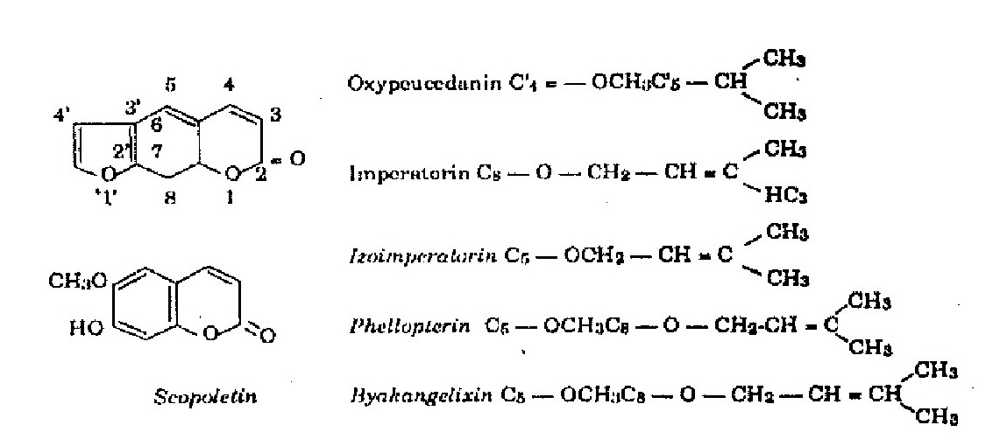 Oxypeucedanin C'4 = — OCH3C'5 — CH CH3 CH3
5 4
4' 3' 6 3
2' 7 = O
O O 2
1' 8 1
Imperatorin C8 — O — CH2 — CH = C CH3 HC3
Izoimperatorin C5 — OCH2 — CH = C CH3 CH3
CH3O
HO O O
Phellopterin C5 — OCH3C8 — O — CH2-CH = C CH3 CH3
Scopoletin
Byakangelixin C5 — OCH3C8 — O — CH2 — CH = CH CH3 CH3